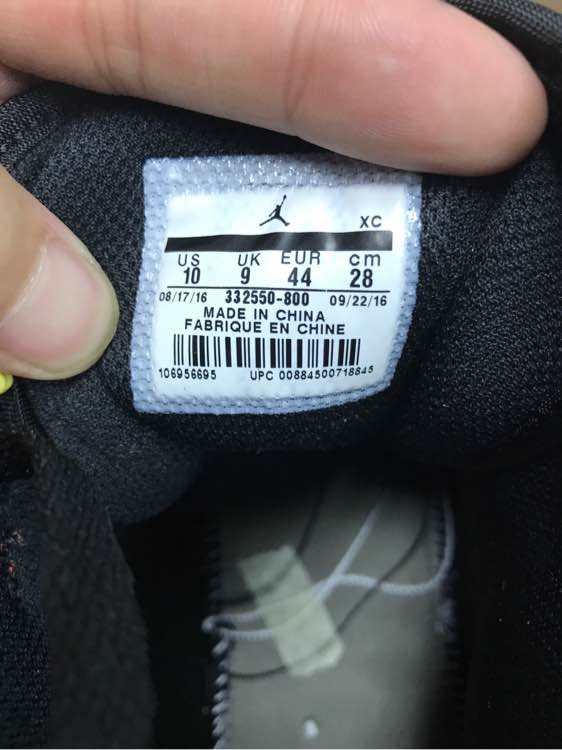 XC
US UK EUR cm
10 9 44 28
08/17/16 332550-800 09/22/16
MADE IN CHINA
FABRIQUE EN CHINE
106956695 UPC 00884500718845